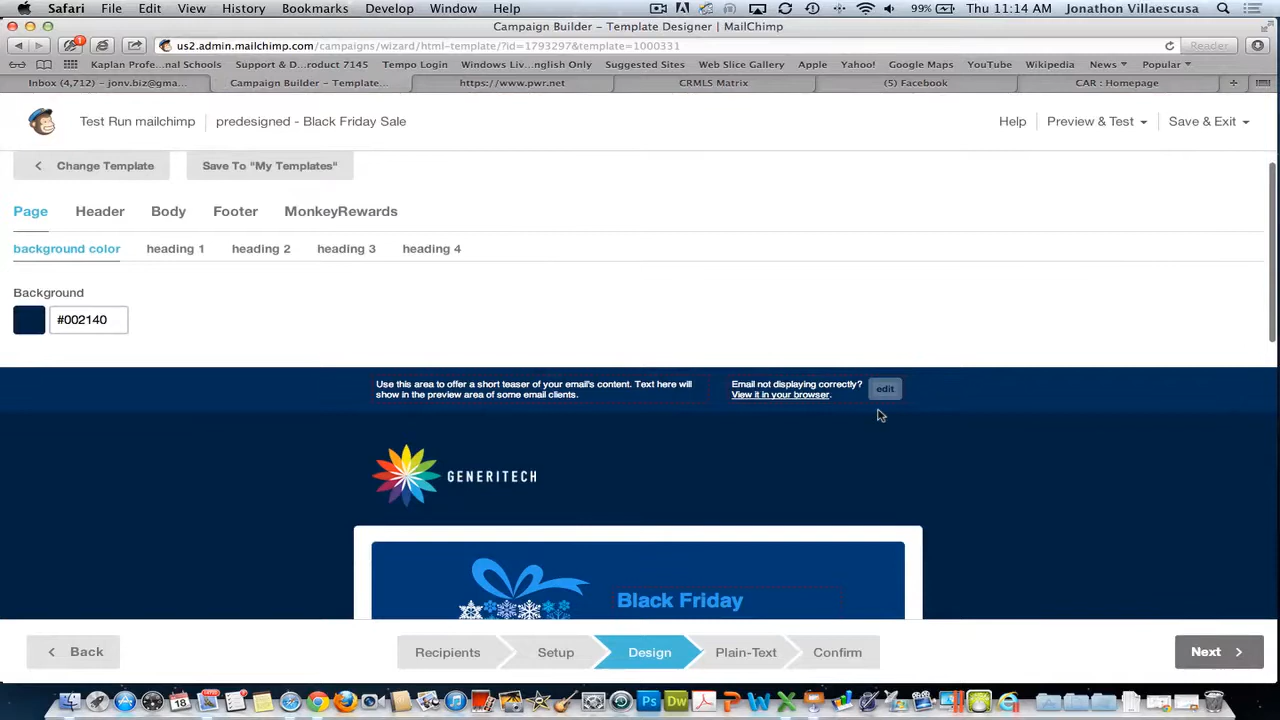 Safari File Edit View History Bookmarks Develop Window Help 99% Thu 11:14 AM Jonathon Villaescusa
Campaign Builder – Template Designer | MailChimp
us2.admin.mailchimp.com/campaigns/wizard/html-template/?id=1793297&template=1000331 Reader
Kaplan Profe...nal Schools Support & D...roduct 7145 Tempo Login Windows Liv...nglish Only Suggested Sites Web Slice Gallery Apple Yahoo! Google Maps YouTube Wikipedia News Popular
Inbox (4,712) – jonv.biz@gma... Campaign Builder – Template... https://www.pwr.net CRMLS Matrix (5) Facebook CAR : Homepage
Test Run mailchimp predesigned - Black Friday Sale Help Preview & Test Save & Exit
Change Template Save To "My Templates"
Page Header Body Footer MonkeyRewards
background color heading 1 heading 2 heading 3 heading 4
Background
#002140
Use this area to offer a short teaser of your email's content. Text here will
show in the preview area of some email clients.
Email not displaying correctly?
View it in your browser.
edit
GENERITECH
Black Friday
Back Recipients Setup Design Plain-Text Confirm Next